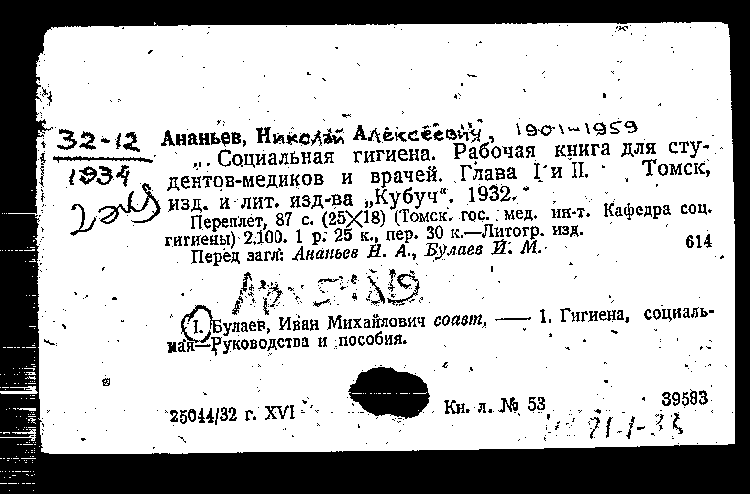 32-12
1934
2 экз
Ананьев, Николай Алексеевич, 1901-1959
„Социальная гигиена. Рабочая книга для сту-
дентов-медиков и врачей. Глава I и II. Томск,
изд. и лит. изд-ва „Кубуч“. 1932.
Переплет, 87 с. (25×18) (Томск. гос. мед. ин-т. Кафедра соц.
гигиены) 2.100. 1 р. 25 к., пер. 30 к.—Литогр. изд.
Перед загл: Ананьев Н. А., Булаев И. М.
614
I. Булаев, Иван Михайлович соавт, —— 1. Гигиена, социаль-
ная—Руководства и пособия.
25044/32 г. XVI
Кн. л. № 53
39583